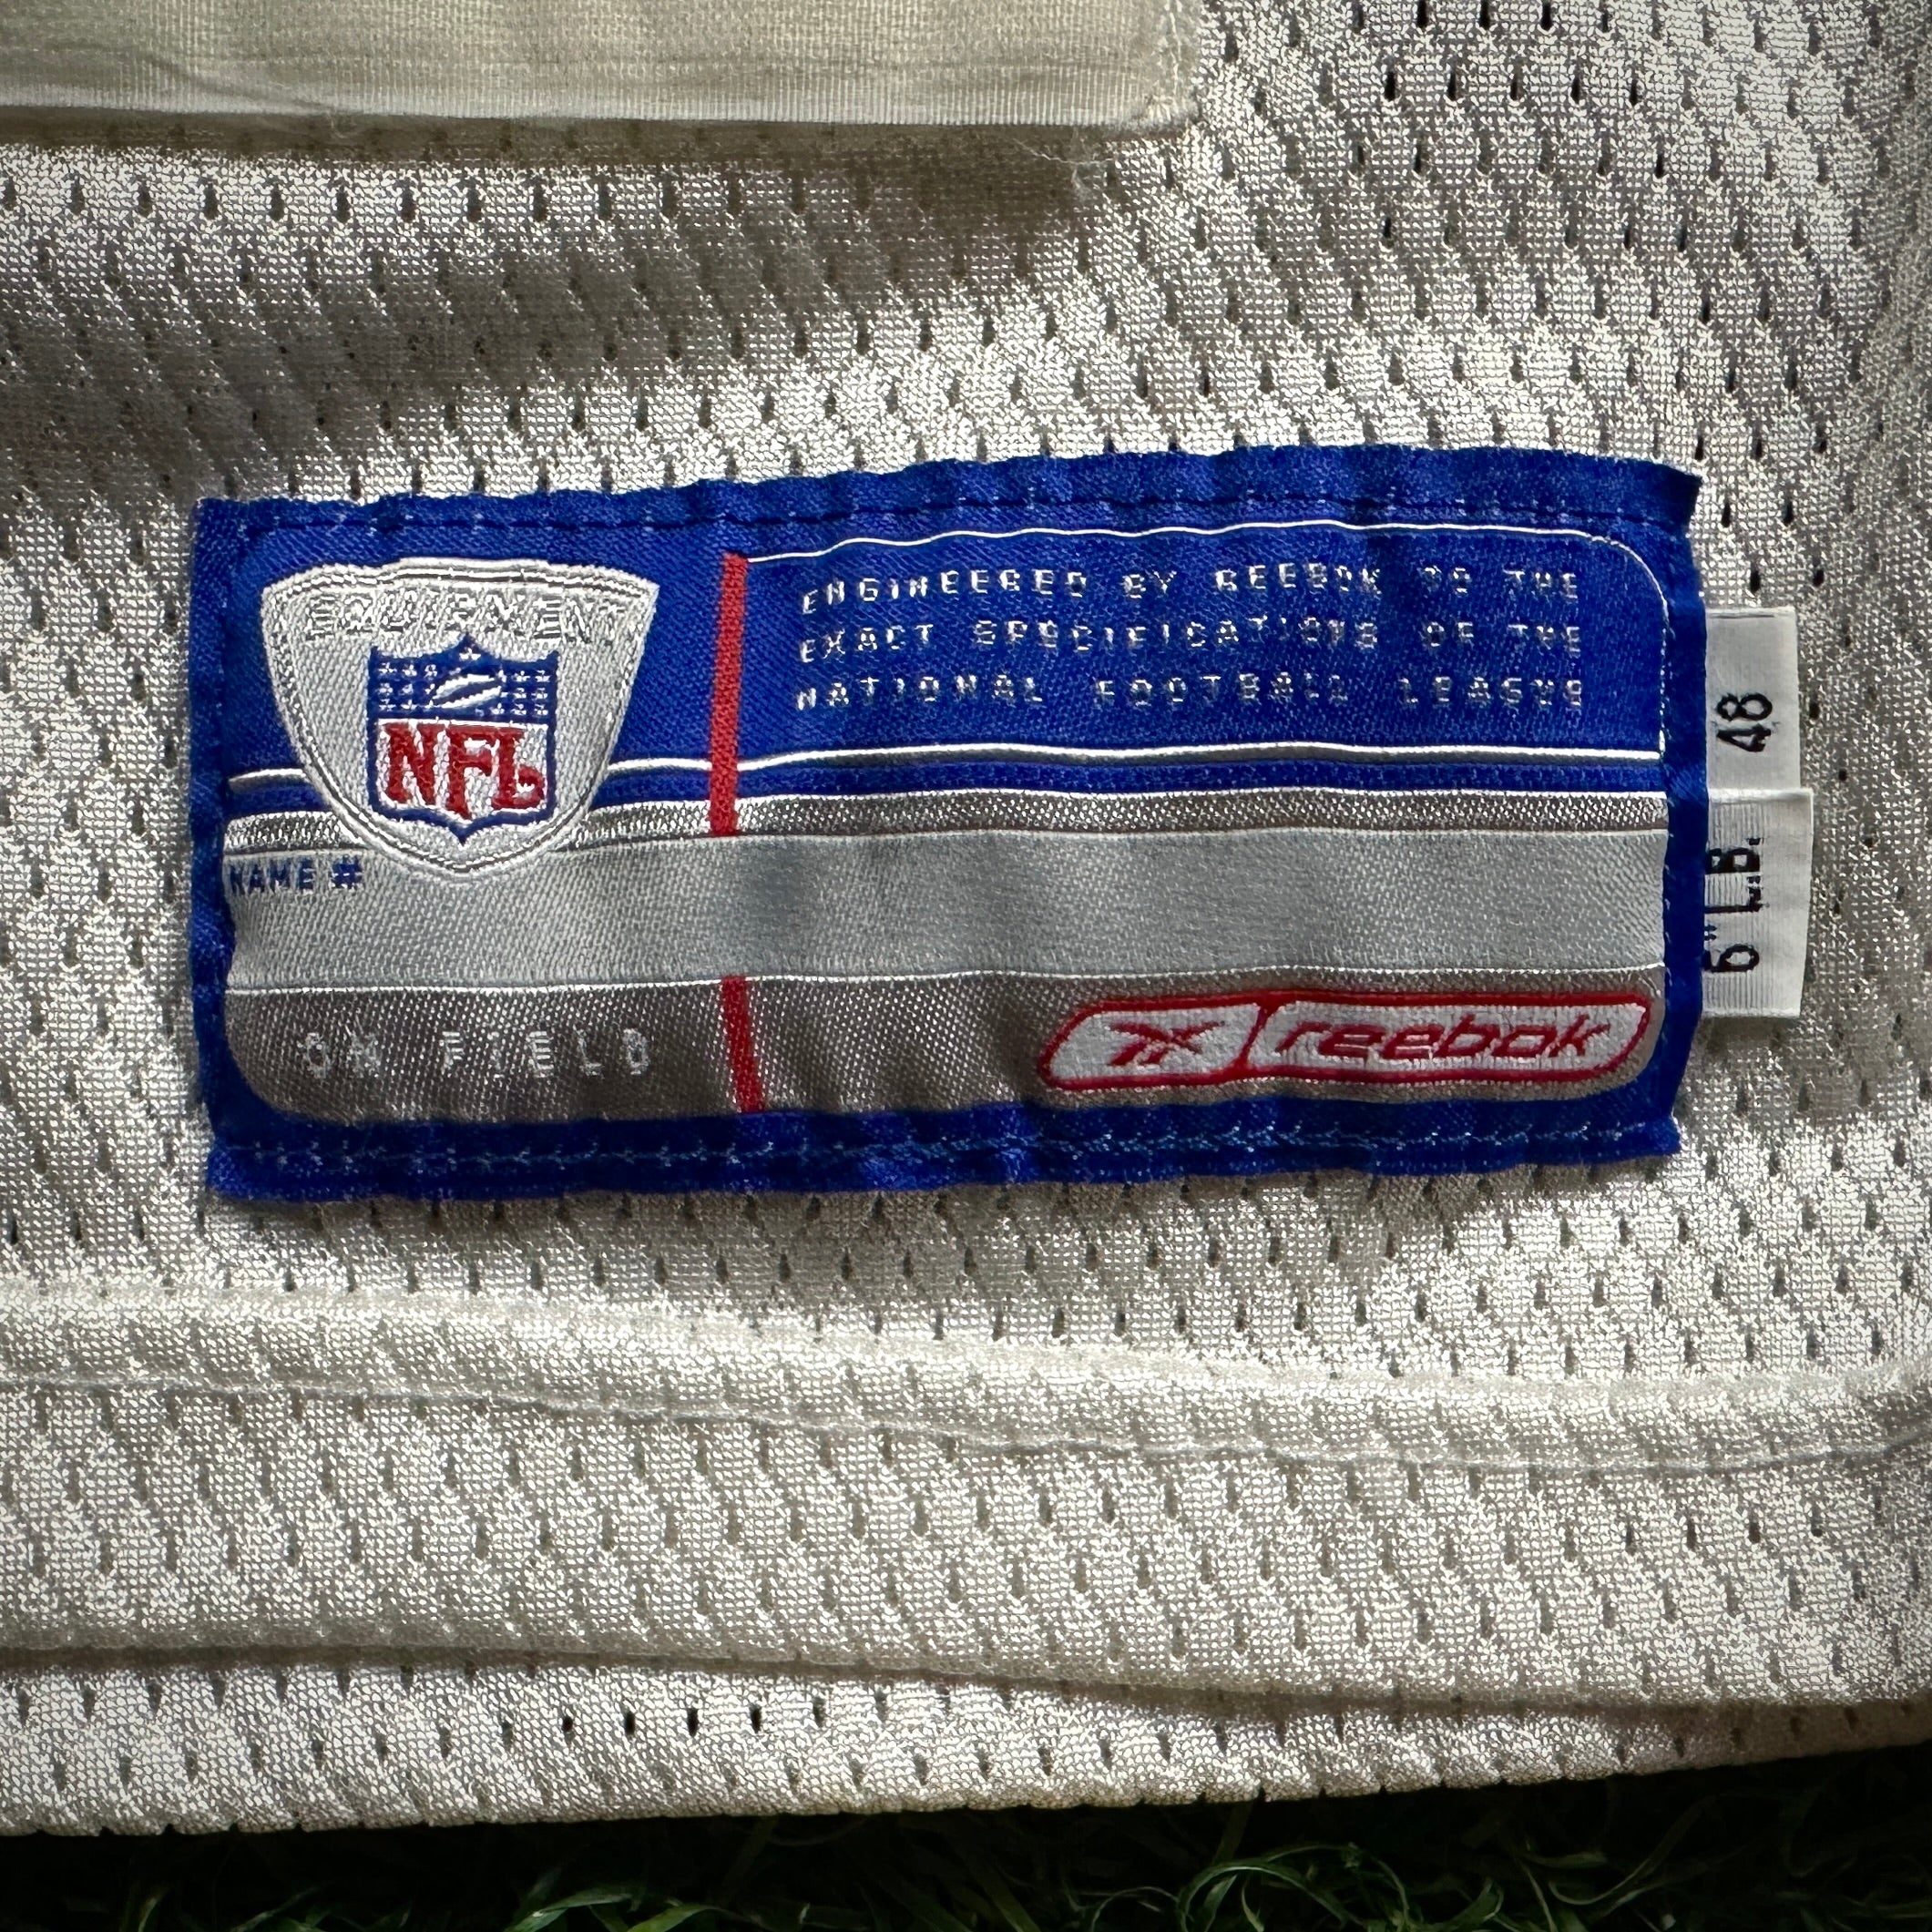 EQUIPMENT
NFL
ENGINEERED BY REEBOK TO THE
EXACT SPECIFICATIONS OF THE
NATIONAL FOOTBALL LEAGUE
NAME #
ON FIELD
reebok
48
6" L.B.